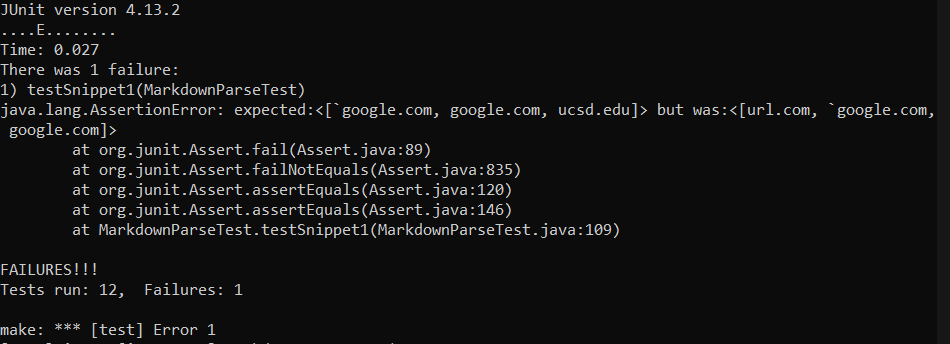 JUnit version 4.13.2
....E........
Time: 0.027
There was 1 failure:
1) testSnippet1(MarkdownParseTest)
java.lang.AssertionError: expected:<[`google.com, google.com, ucsd.edu]> but was:<[url.com, `google.com,
google.com]>
at org.junit.Assert.fail(Assert.java:89)
at org.junit.Assert.failNotEquals(Assert.java:835)
at org.junit.Assert.assertEquals(Assert.java:120)
at org.junit.Assert.assertEquals(Assert.java:146)
at MarkdownParseTest.testSnippet1(MarkdownParseTest.java:109)
FAILURES!!!
Tests run: 12,  Failures: 1
make: *** [test] Error 1